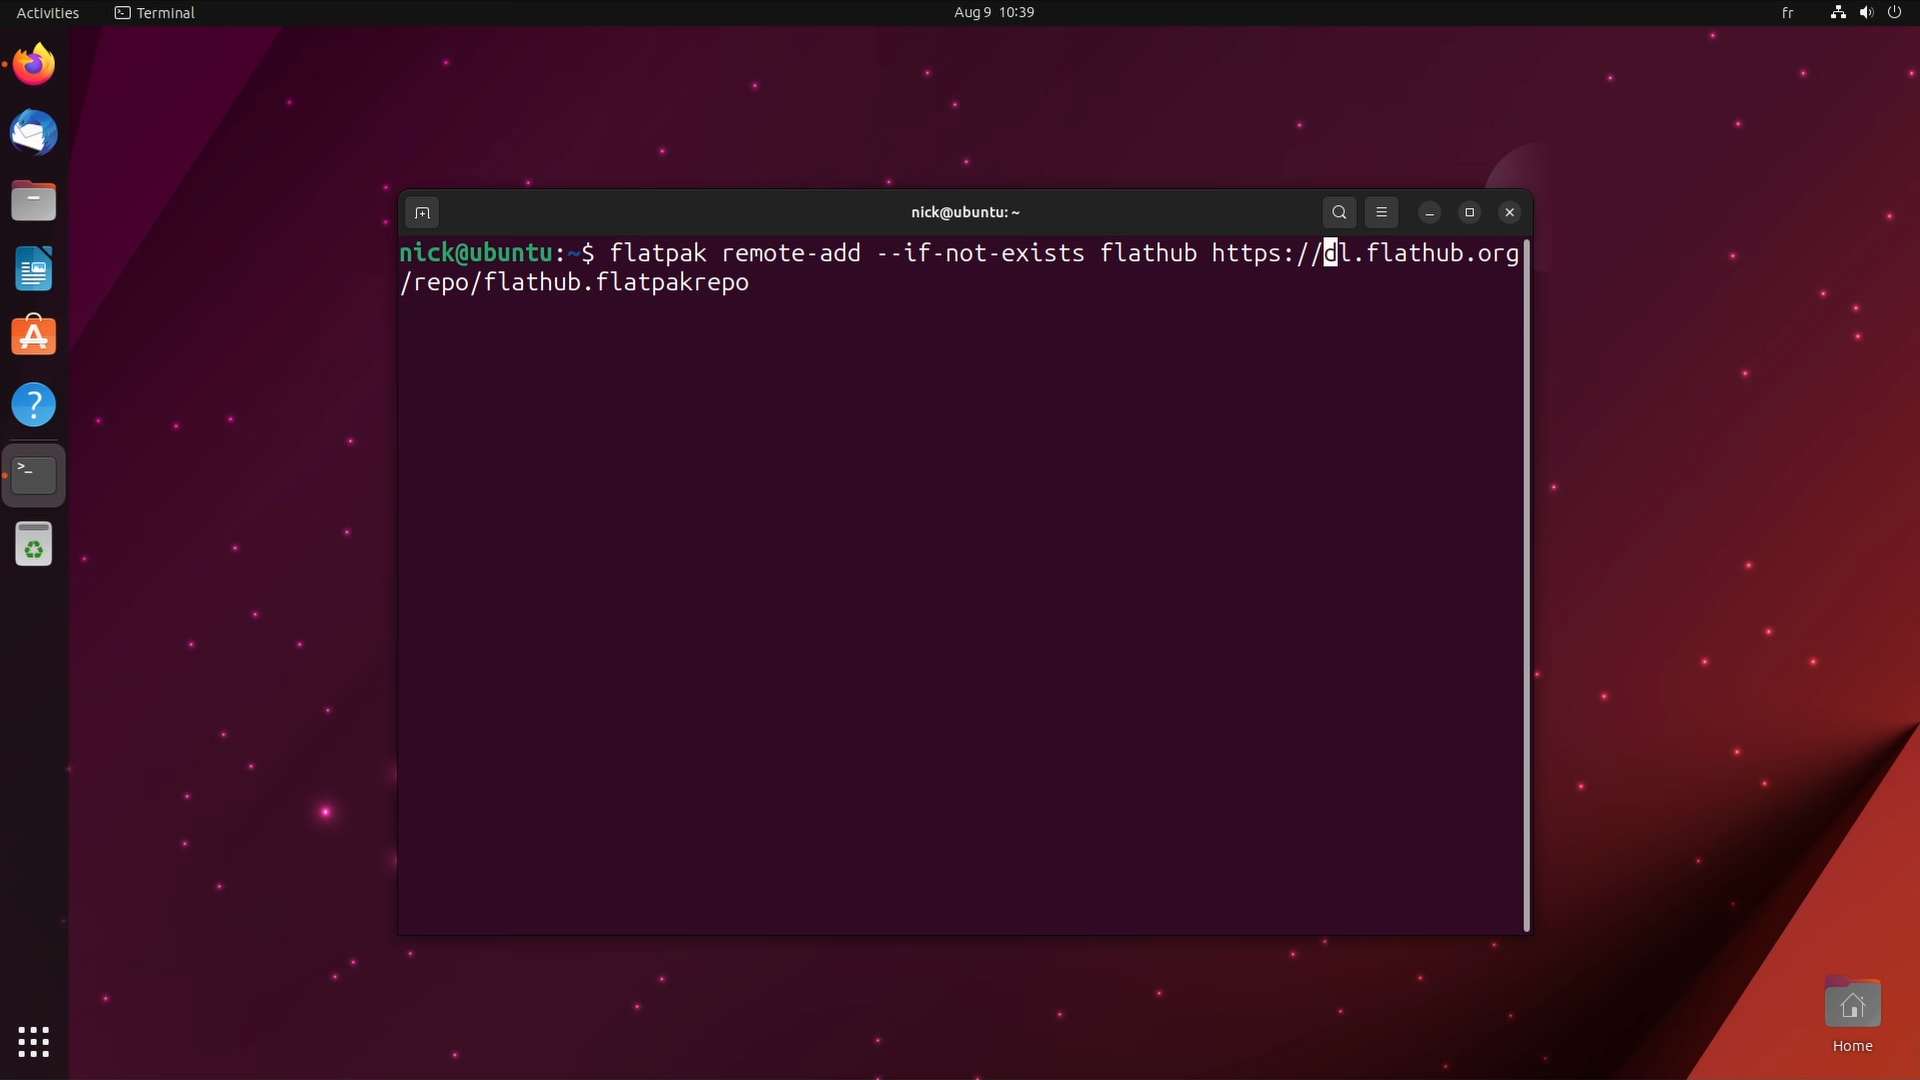 Activities
Terminal
Aug 9 10:39
fr
nick@ubuntu: ~
nick@ubuntu:~$ flatpak remote-add --if-not-exists flathub https://dl.flathub.org
/repo/flathub.flatpakrepo
Home